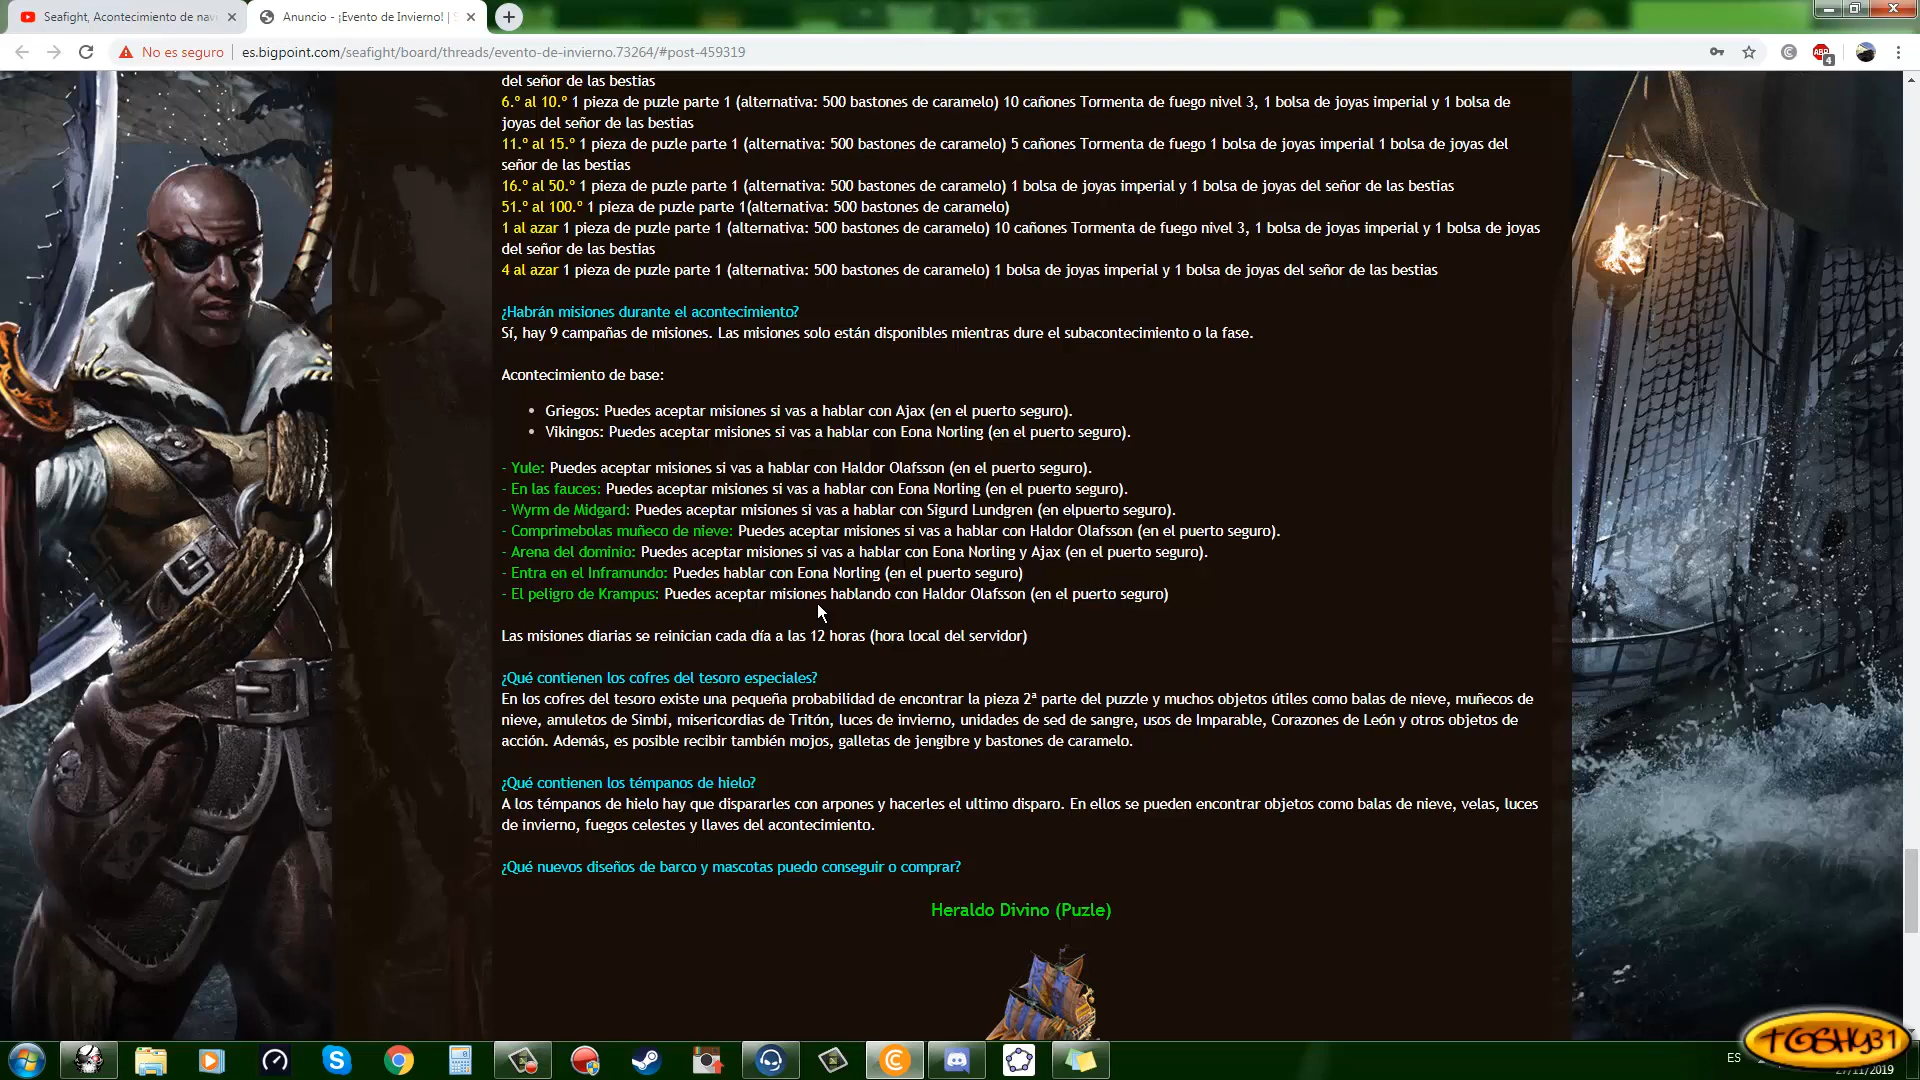 Seafight, Acontecimiento de nav
Anuncio - ¡Evento de Invierno! | S
No es seguro
es.bigpoint.com/seafight/board/threads/evento-de-invierno.73264/#post-459319
ABP
4
del señor de las bestias
6.º al 10.º 1 pieza de puzle parte 1 (alternativa: 500 bastones de caramelo) 10 cañones Tormenta de fuego nivel 3, 1 bolsa de joyas imperial y 1 bolsa de
joyas del señor de las bestias
11.º al 15.º 1 pieza de puzle parte 1 (alternativa: 500 bastones de caramelo) 5 cañones Tormenta de fuego 1 bolsa de joyas imperial 1 bolsa de joyas del
señor de las bestias
16.º al 50.º 1 pieza de puzle parte 1 (alternativa: 500 bastones de caramelo) 1 bolsa de joyas imperial y 1 bolsa de joyas del señor de las bestias
51.º al 100.º 1 pieza de puzle parte 1(alternativa: 500 bastones de caramelo)
1 al azar 1 pieza de puzle parte 1 (alternativa: 500 bastones de caramelo) 10 cañones Tormenta de fuego nivel 3, 1 bolsa de joyas imperial y 1 bolsa de joyas
del señor de las bestias
4 al azar 1 pieza de puzle parte 1 (alternativa: 500 bastones de caramelo) 1 bolsa de joyas imperial y 1 bolsa de joyas del señor de las bestias
¿Habrán misiones durante el acontecimiento?
Sí, hay 9 campañas de misiones. Las misiones solo están disponibles mientras dure el subacontecimiento o la fase.
Acontecimiento de base:
• Griegos: Puedes aceptar misiones si vas a hablar con Ajax (en el puerto seguro).
• Vikingos: Puedes aceptar misiones si vas a hablar con Eona Norling (en el puerto seguro).
- Yule: Puedes aceptar misiones si vas a hablar con Haldor Olafsson (en el puerto seguro).
- En las fauces: Puedes aceptar misiones si vas a hablar con Eona Norling (en el puerto seguro).
- Wyrm de Midgard: Puedes aceptar misiones si vas a hablar con Sigurd Lundgren (en elpuerto seguro).
- Comprimebolas muñeco de nieve: Puedes aceptar misiones si vas a hablar con Haldor Olafsson (en el puerto seguro).
- Arena del dominio: Puedes aceptar misiones si vas a hablar con Eona Norling y Ajax (en el puerto seguro).
- Entra en el Inframundo: Puedes hablar con Eona Norling (en el puerto seguro)
- El peligro de Krampus: Puedes aceptar misiones hablando con Haldor Olafsson (en el puerto seguro)
Las misiones diarias se reinician cada día a las 12 horas (hora local del servidor)
¿Qué contienen los cofres del tesoro especiales?
En los cofres del tesoro existe una pequeña probabilidad de encontrar la pieza 2ª parte del puzzle y muchos objetos útiles como balas de nieve, muñecos de
nieve, amuletos de Simbi, misericordias de Tritón, luces de invierno, unidades de sed de sangre, usos de Imparable, Corazones de León y otros objetos de
acción. Además, es posible recibir también mojos, galletas de jengibre y bastones de caramelo.
¿Qué contienen los témpanos de hielo?
A los témpanos de hielo hay que dispararles con arpones y hacerles el ultimo disparo. En ellos se pueden encontrar objetos como balas de nieve, velas, luces
de invierno, fuegos celestes y llaves del acontecimiento.
¿Qué nuevos diseños de barco y mascotas puedo conseguir o comprar?
Heraldo Divino (Puzle)
TOSHY31
ES
27/11/2019